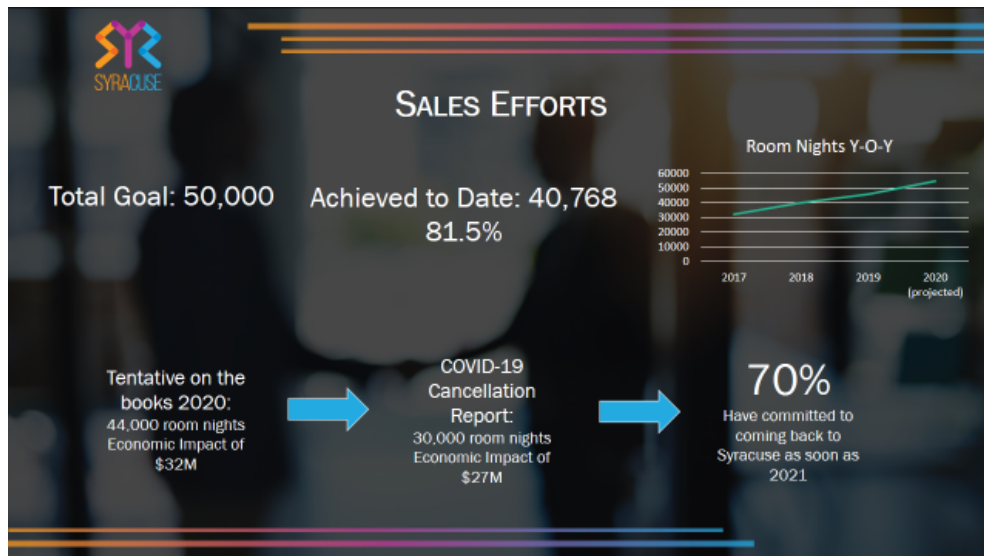 SYRACUSE
SALES EFFORTS
Total Goal: 50,000
Achieved to Date: 40,768
81.5%
Room Nights Y-O-Y
60000
50000
40000
30000
20000
10000
0
2017 2018 2019 2020
(projected)
Tentative on the
books 2020:
44,000 room nights
Economic Impact of
$32M
COVID-19
Cancellation
Report:
30,000 room nights
Economic Impact of
$27M
70%
Have committed to
coming back to
Syracuse as soon as
2021